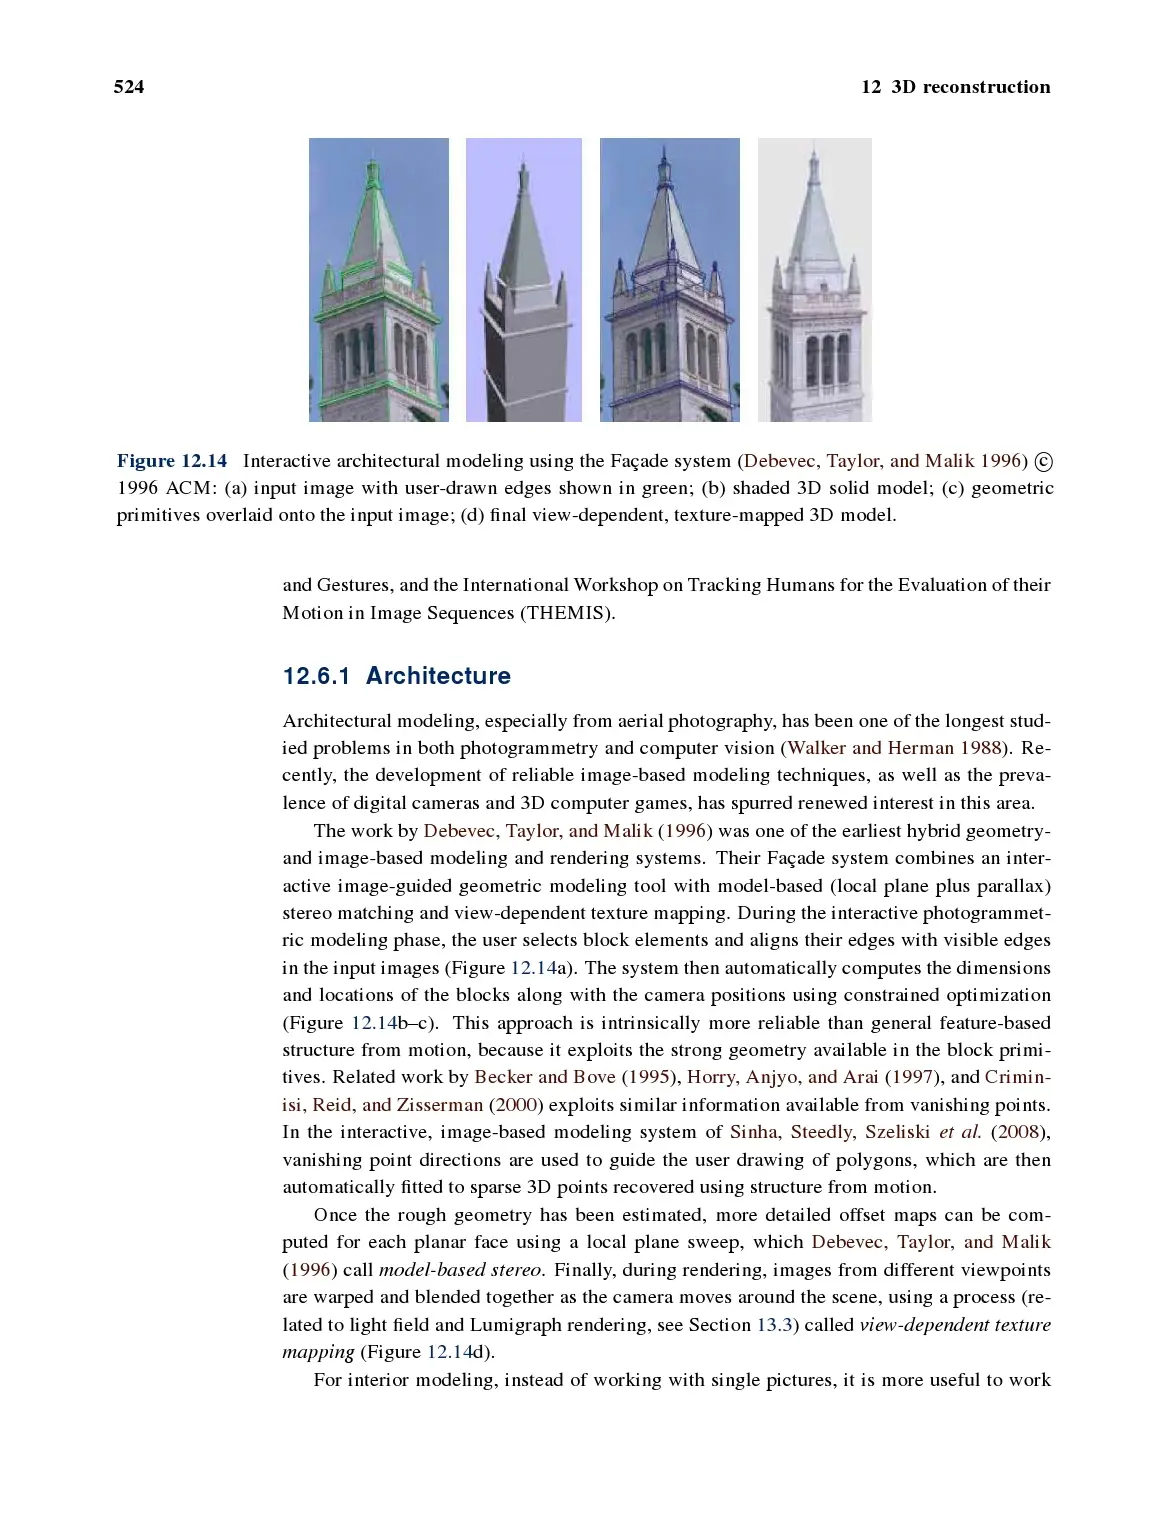 524
12 3D reconstruction
Figure 12.14 Interactive architectural modeling using the Façade system (Debevec, Taylor, and Malik 1996) ©
1996 ACM: (a) input image with user-drawn edges shown in green; (b) shaded 3D solid model; (c) geometric
primitives overlaid onto the input image; (d) final view-dependent, texture-mapped 3D model.
and Gestures, and the International Workshop on Tracking Humans for the Evaluation of their
Motion in Image Sequences (THEMIS).
12.6.1 Architecture
Architectural modeling, especially from aerial photography, has been one of the longest stud-
ied problems in both photogrammetry and computer vision (Walker and Herman 1988). Re-
cently, the development of reliable image-based modeling techniques, as well as the preva-
lence of digital cameras and 3D computer games, has spurred renewed interest in this area.
The work by Debevec, Taylor, and Malik (1996) was one of the earliest hybrid geometry-
and image-based modeling and rendering systems. Their Façade system combines an inter-
active image-guided geometric modeling tool with model-based (local plane plus parallax)
stereo matching and view-dependent texture mapping. During the interactive photogrammet-
ric modeling phase, the user selects block elements and aligns their edges with visible edges
in the input images (Figure 12.14a). The system then automatically computes the dimensions
and locations of the blocks along with the camera positions using constrained optimization
(Figure 12.14b–c). This approach is intrinsically more reliable than general feature-based
structure from motion, because it exploits the strong geometry available in the block primi-
tives. Related work by Becker and Bove (1995), Horry, Anjyo, and Arai (1997), and Crimin-
isi, Reid, and Zisserman (2000) exploits similar information available from vanishing points.
In the interactive, image-based modeling system of Sinha, Steedly, Szeliski et al. (2008),
vanishing point directions are used to guide the user drawing of polygons, which are then
automatically fitted to sparse 3D points recovered using structure from motion.
Once the rough geometry has been estimated, more detailed offset maps can be com-
puted for each planar face using a local plane sweep, which Debevec, Taylor, and Malik
(1996) call model-based stereo. Finally, during rendering, images from different viewpoints
are warped and blended together as the camera moves around the scene, using a process (re-
lated to light field and Lumigraph rendering, see Section 13.3) called view-dependent texture
mapping (Figure 12.14d).
For interior modeling, instead of working with single pictures, it is more useful to work